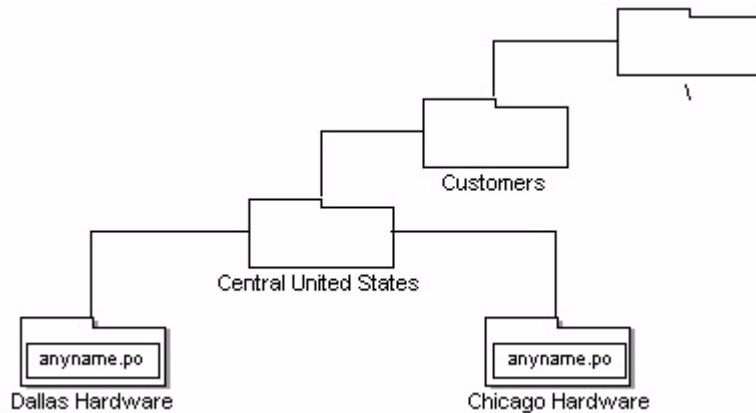 \
Customers
Central United States
anyname.po
anyname.po
Dallas Hardware
Chicago Hardware